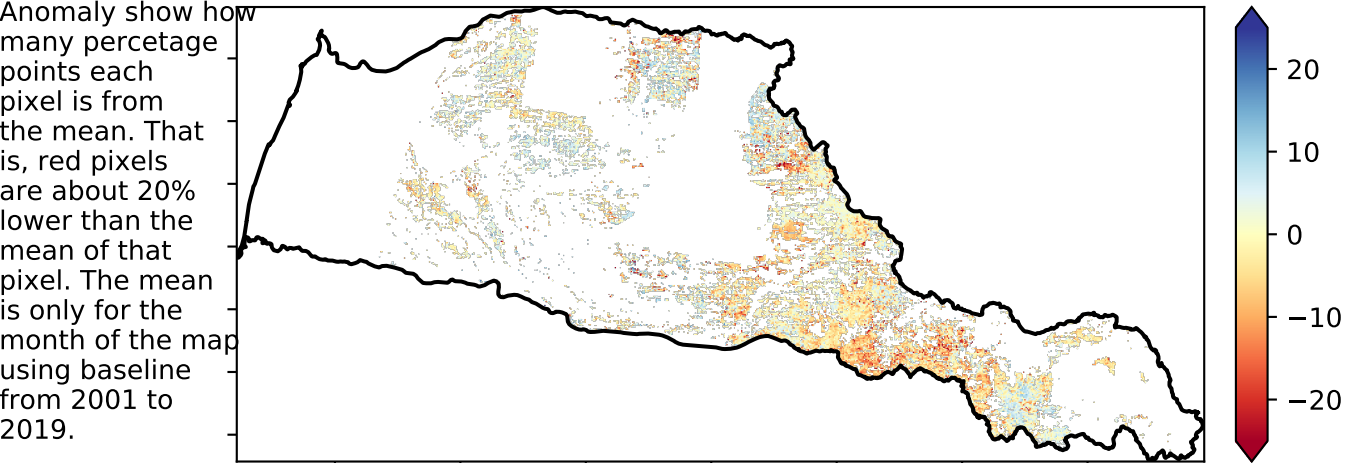 Anomaly show how
many percetage
points each
pixel is from
the mean. That
is, red pixels
are about 20%
lower than the
mean of that
pixel. The mean
is only for the
month of the map
using baseline
from 2001 to
2019.
20
10
0
−10
−20